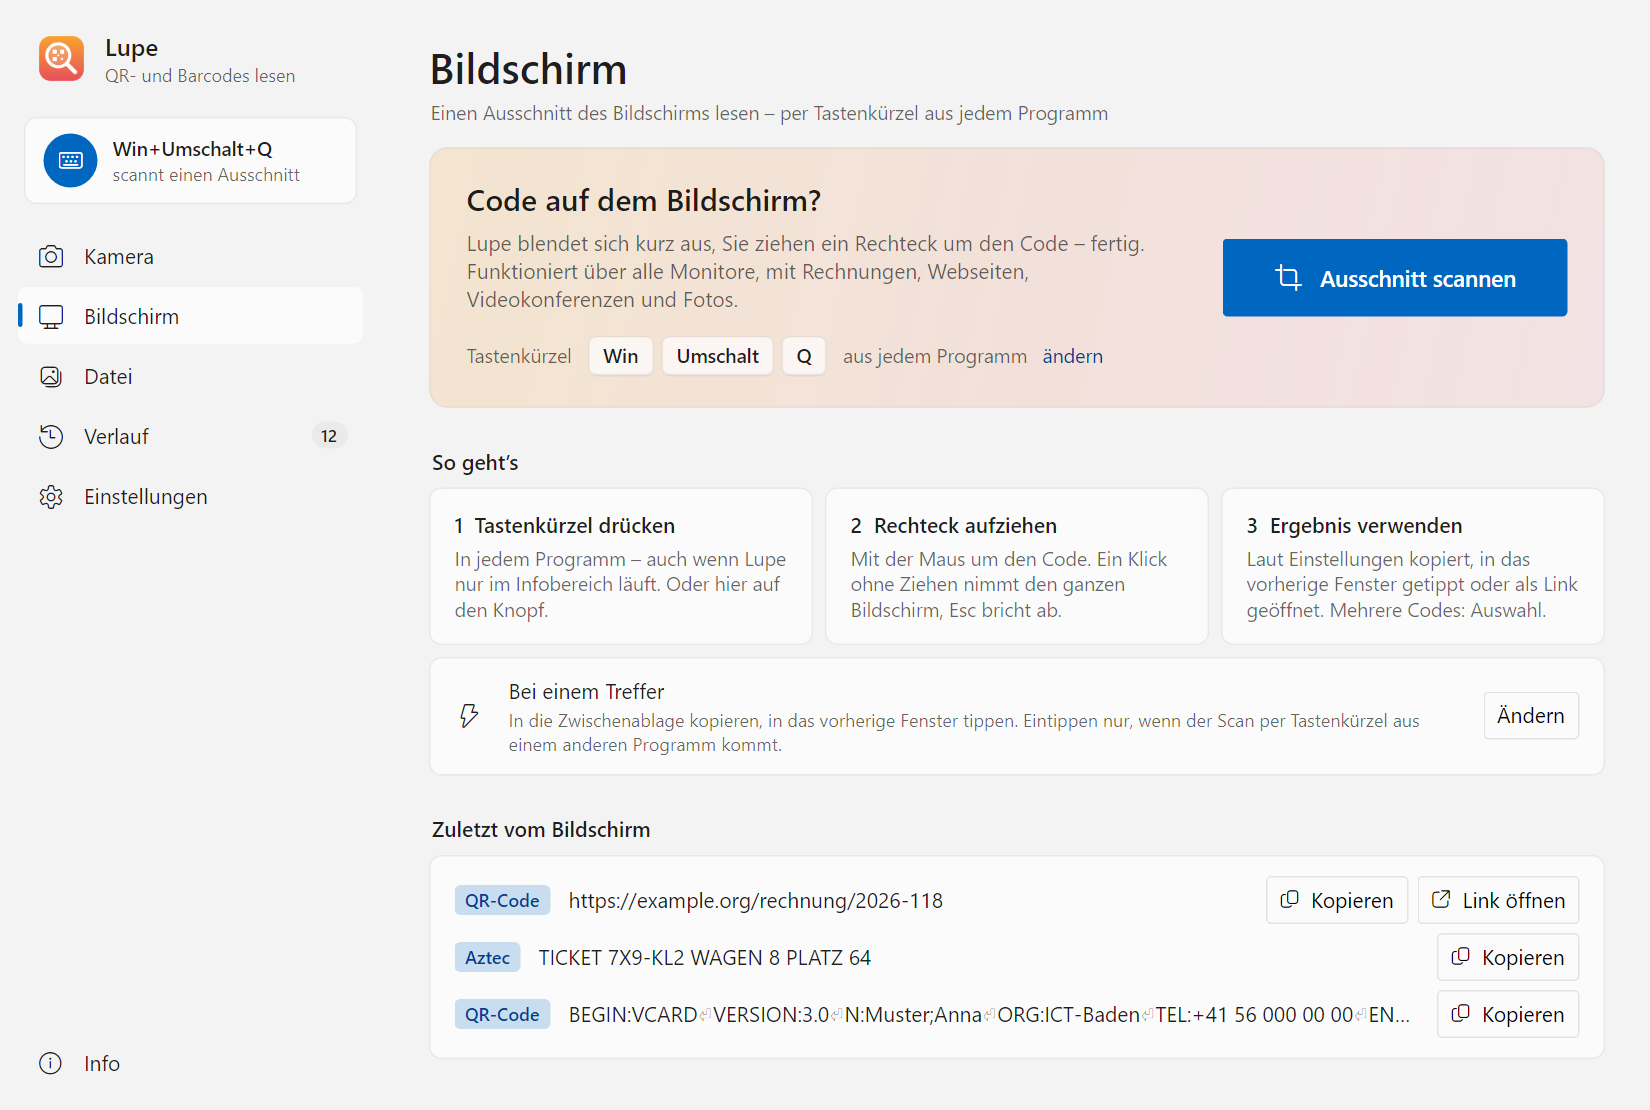 Lupe
QR- und Barcodes lesen
Win+Umschalt+Q
scannt einen Ausschnitt
Kamera
Bildschirm
Datei
Verlauf 12
Einstellungen
Info
Bildschirm
Einen Ausschnitt des Bildschirms lesen – per Tastenkürzel aus jedem Programm
Code auf dem Bildschirm?
Lupe blendet sich kurz aus, Sie ziehen ein Rechteck um den Code – fertig.
Funktioniert über alle Monitore, mit Rechnungen, Webseiten,
Videokonferenzen und Fotos.
Tastenkürzel Win Umschalt Q aus jedem Programm ändern
Ausschnitt scannen
So geht’s
1 Tastenkürzel drücken
In jedem Programm – auch wenn Lupe
nur im Infobereich läuft. Oder hier auf
den Knopf.
2 Rechteck aufziehen
Mit der Maus um den Code. Ein Klick
ohne Ziehen nimmt den ganzen
Bildschirm, Esc bricht ab.
3 Ergebnis verwenden
Laut Einstellungen kopiert, in das
vorherige Fenster getippt oder als Link
geöffnet. Mehrere Codes: Auswahl.
Bei einem Treffer
In die Zwischenablage kopieren, in das vorherige Fenster tippen. Eintippen nur, wenn der Scan per Tastenkürzel aus
einem anderen Programm kommt.
Ändern
Zuletzt vom Bildschirm
QR-Code https://example.org/rechnung/2026-118 Kopieren Link öffnen
Aztec TICKET 7X9-KL2 WAGEN 8 PLATZ 64 Kopieren
QR-Code BEGIN:VCARD⏎VERSION:3.0⏎N:Muster;Anna⏎ORG:ICT-Baden⏎TEL:+41 56 000 00 00⏎EN… Kopieren